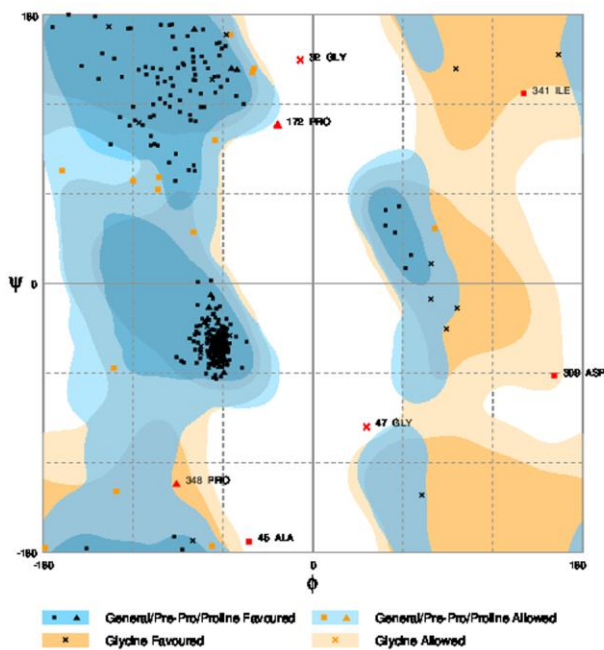 180
32 GLY
341 ILE
172 PRO
ψ 0
309 ASP
47 GLY
348 PRO
45 ALA
-180
-180 0 180
ϕ
General/Pre-Pro/Proline Favoured General/Pre-Pro/Proline Allowed
Glycine Favoured Glycine Allowed